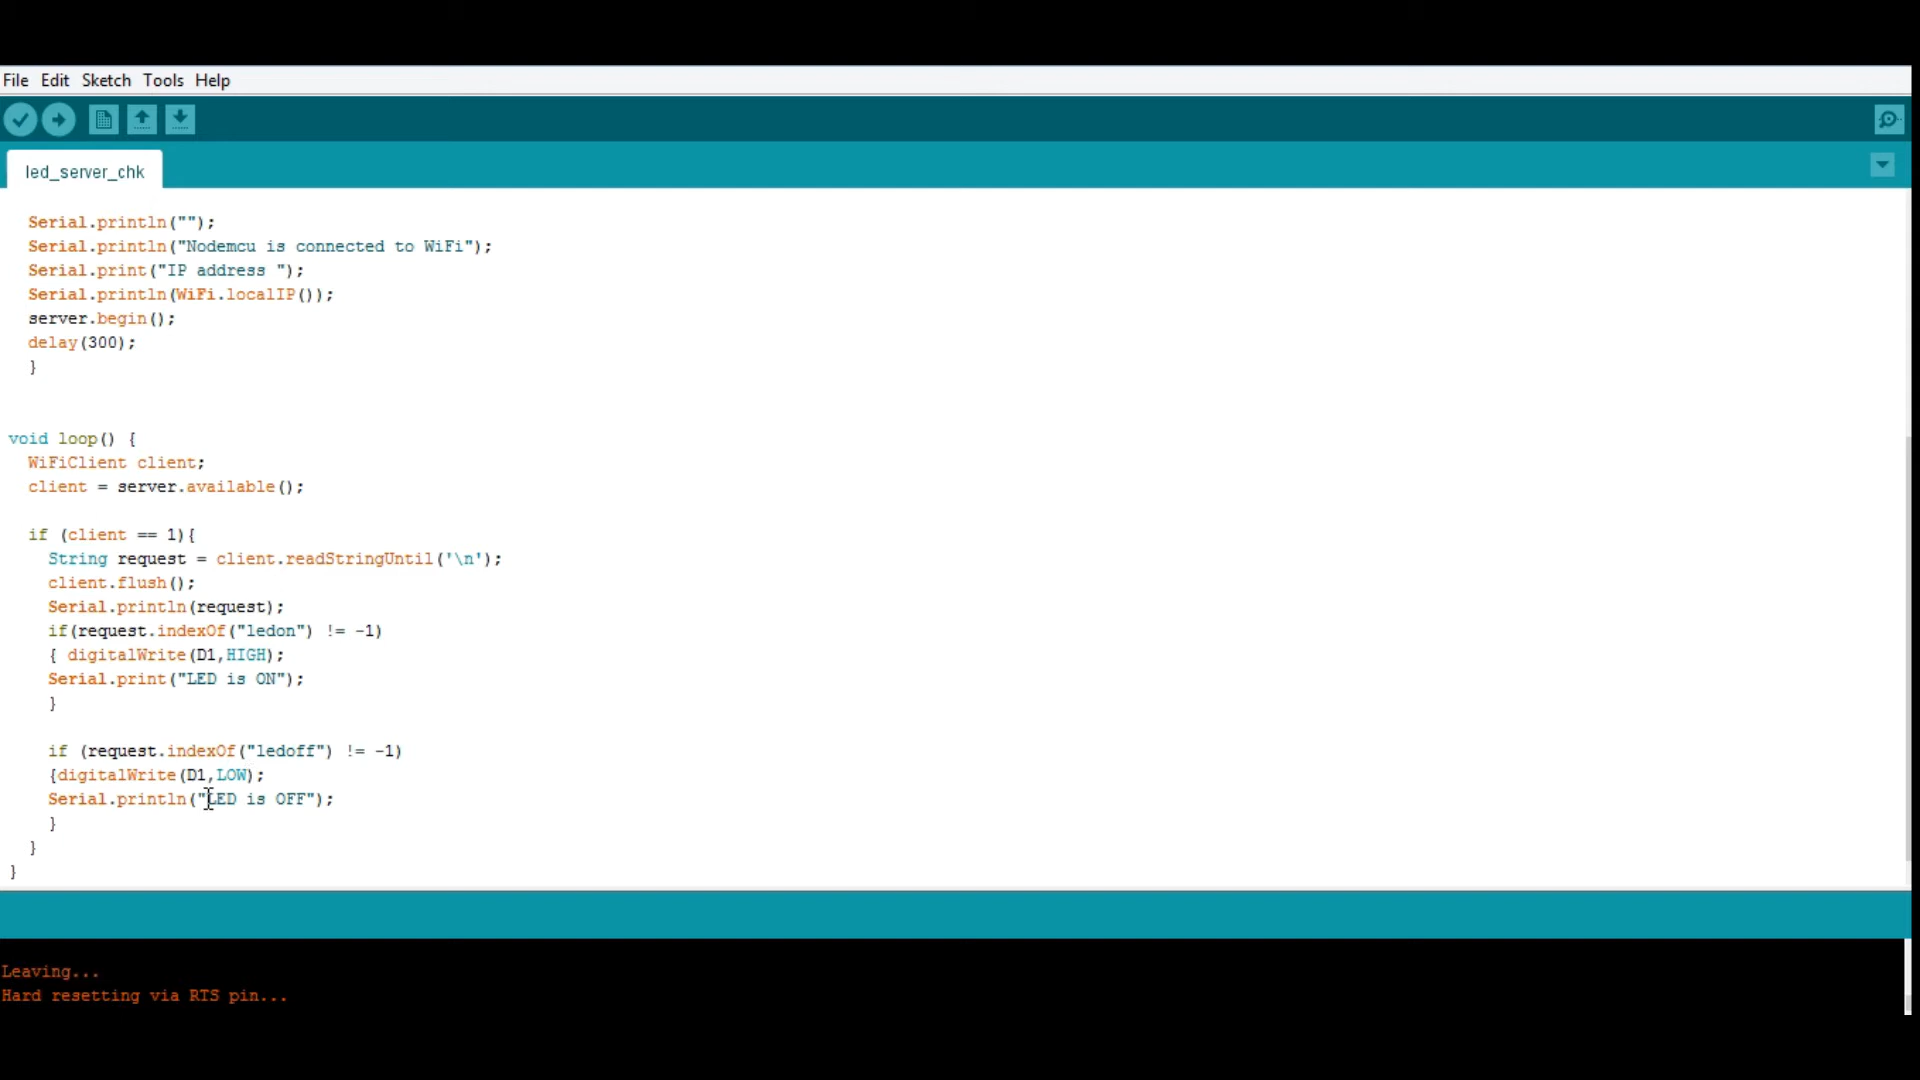 File Edit Sketch Tools Help
led_server_chk
Serial.println("");
Serial.println("Nodemcu is connected to WiFi");
Serial.print("IP address ");
Serial.println(WiFi.localIP());
server.begin();
delay(300);
}
void loop() {
WiFiClient client;
client = server.available();
if (client == 1){
String request = client.readStringUntil('\n');
client.flush();
Serial.println(request);
if(request.indexOf("ledon") != -1)
{ digitalWrite(D1,HIGH);
Serial.print("LED is ON");
}
if (request.indexOf("ledoff") != -1)
{digitalWrite(D1,LOW);
Serial.println("LED is OFF");
}
}
}
Leaving...
Hard resetting via RTS pin...